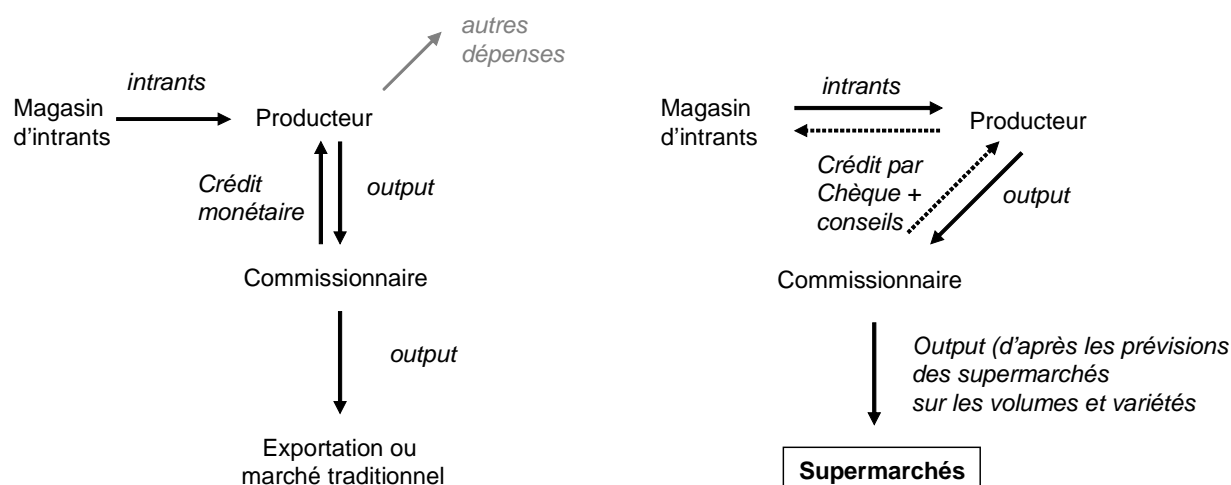 autres
dépenses
intrants
Magasin
d'intrants
Producteur
Crédit
monétaire
output
Commissionnaire
output
Exportation ou
marché traditionnel
intrants
Magasin
d'intrants
Producteur
Crédit par
Chèque +
conseils
output
Commissionnaire
Output (d'après les prévisions
des supermarchés
sur les volumes et variétés
Supermarchés